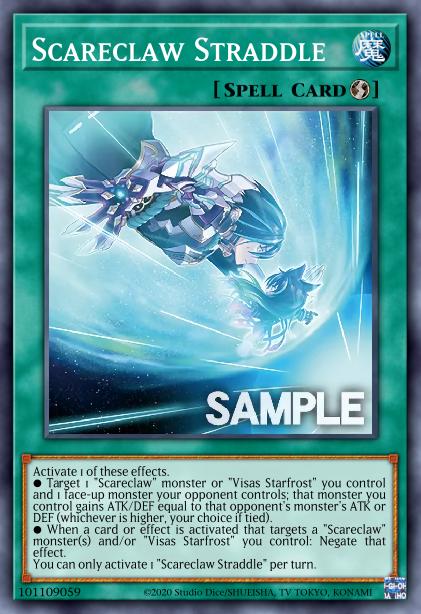 SCARECLAW STRADDLE
SPELL
魔
[SPELL CARD]
SAMPLE
Activate 1 of these effects.
● Target 1 "Scareclaw" monster or "Visas Starfrost" you control
and 1 face-up monster your opponent controls; that monster you
control gains ATK/DEF equal to that opponent's monster's ATK or
DEF (whichever is higher, your choice if tied).
● When a card or effect is activated that targets a "Scareclaw"
monster(s) and/or "Visas Starfrost" you control: Negate that
effect.
You can only activate 1 "Scareclaw Straddle" per turn.
101109059 ©2020 Studio Dice/SHUEISHA, TV TOKYO, KONAMI